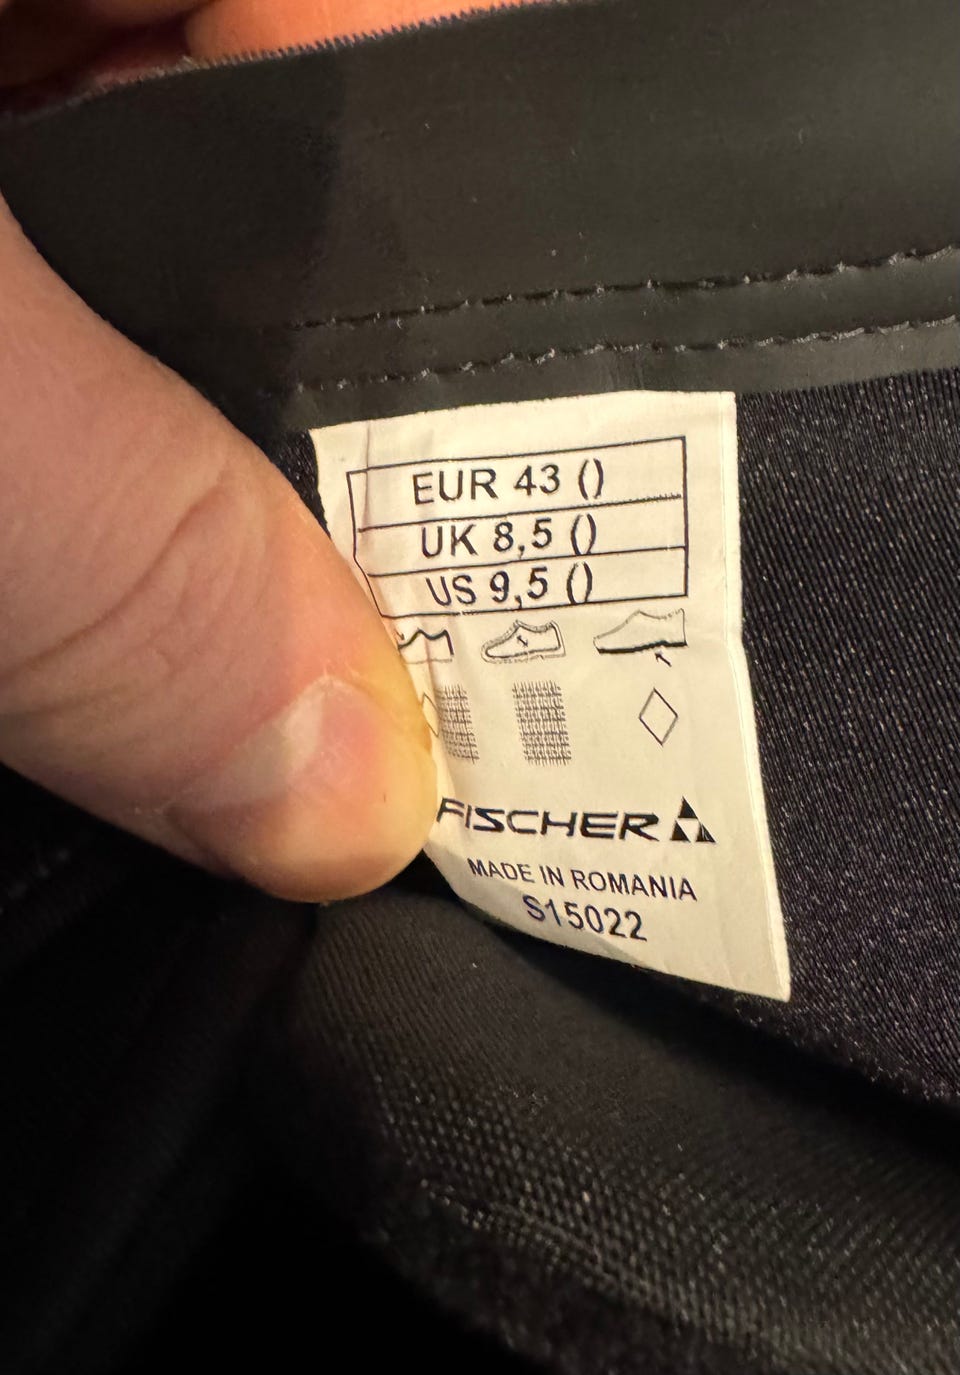 EUR 43 ()
UK 8,5 ()
US 9,5 ()
FISCHER
MADE IN ROMANIA
S15022